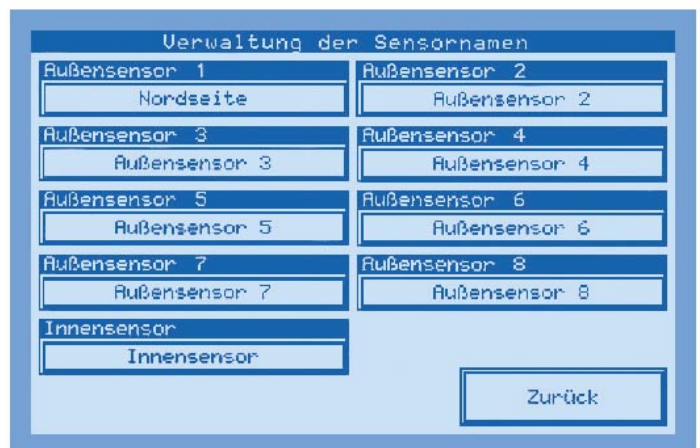 Verwaltung der Sensornamen
Außensensor 1
Nordseite
Außensensor 2
Außensensor 2
Außensensor 3
Außensensor 3
Außensensor 4
Außensensor 4
Außensensor 5
Außensensor 5
Außensensor 6
Außensensor 6
Außensensor 7
Außensensor 7
Außensensor 8
Außensensor 8
Innensensor
Innensensor
Zurück